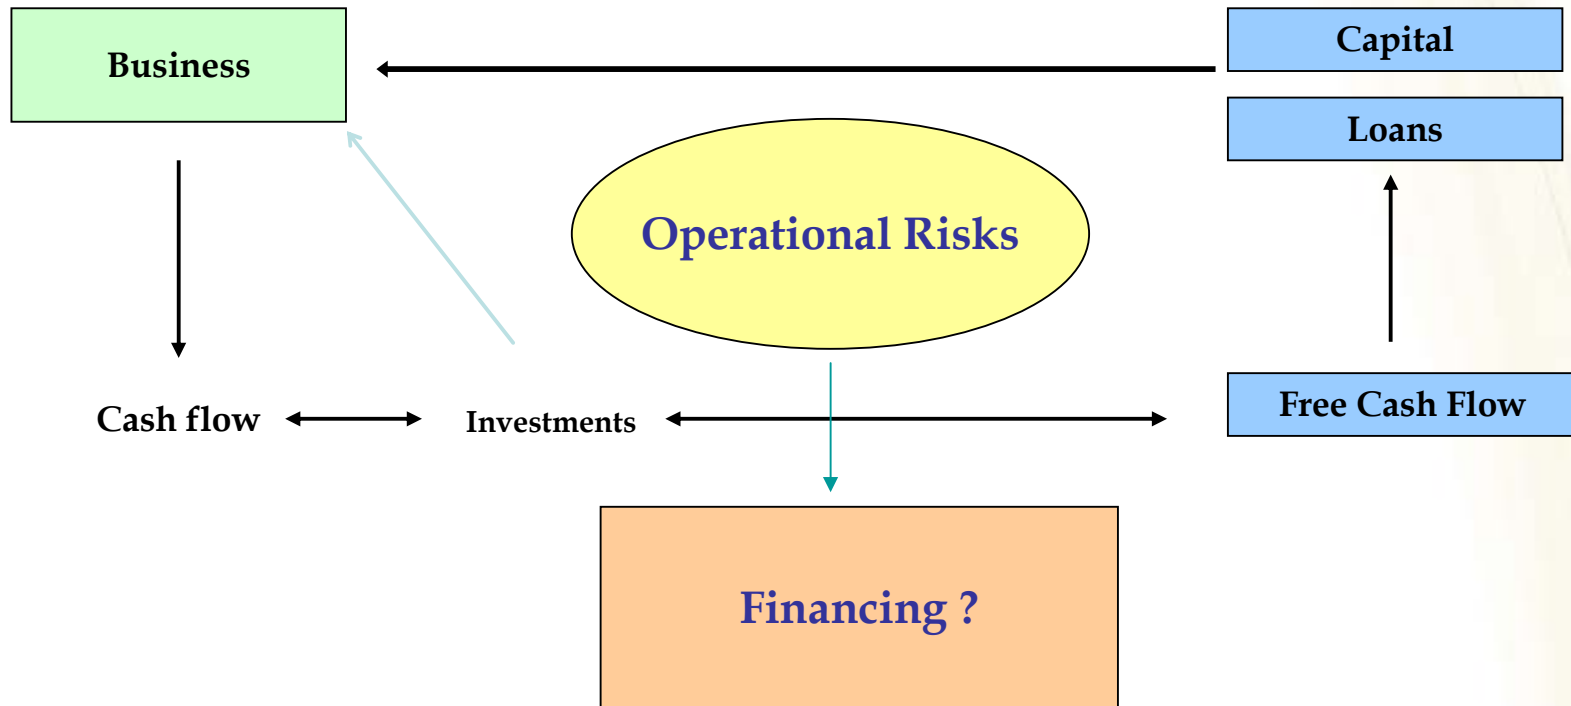 Business
Capital
Loans
Operational Risks
Cash flow
Investments
Free Cash Flow
Financing ?